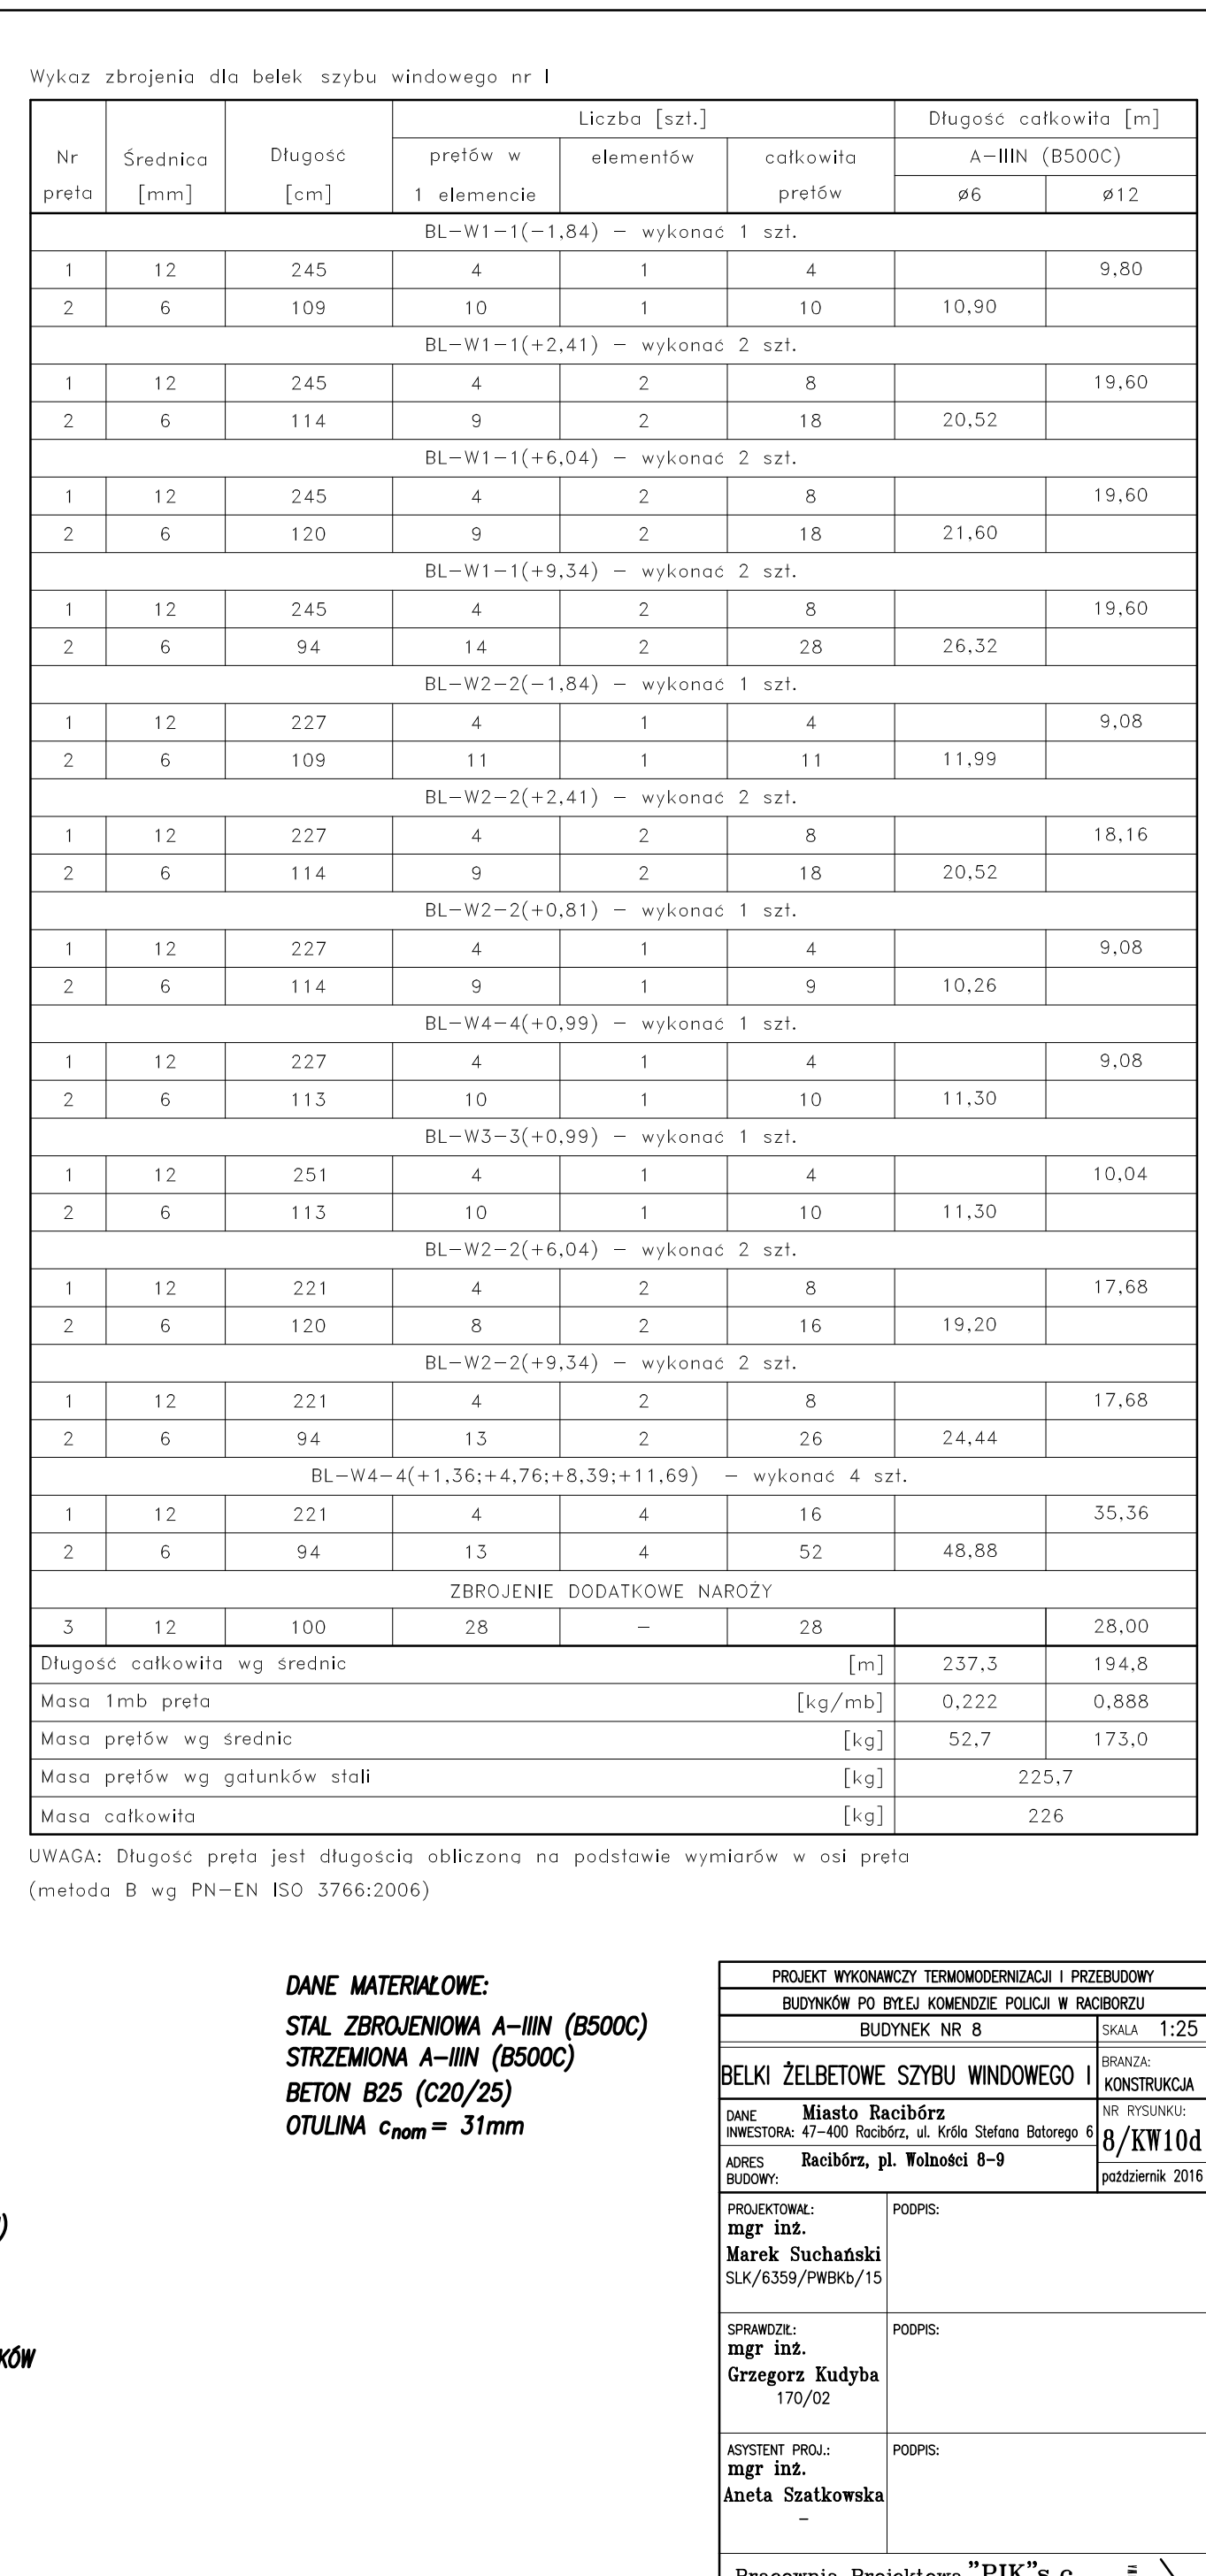 Wykaz zbrojenia dla belek szybu windowego nr I
Nr pręta Średnica [mm] Długość [cm] Liczba [szt.] Długość całkowita [m]
prętów w 1 elemencie elementów całkowita prętów A-IIIN (B500C)
ø6 ø12
BL-W1-1(-1,84) - wykonać 1 szt.
1 12 245 4 1 4 9,80
2 6 109 10 1 10 10,90
BL-W1-1(+2,41) - wykonać 2 szt.
1 12 245 4 2 8 19,60
2 6 114 9 2 18 20,52
BL-W1-1(+6,04) - wykonać 2 szt.
1 12 245 4 2 8 19,60
2 6 120 9 2 18 21,60
BL-W1-1(+9,34) - wykonać 2 szt.
1 12 245 4 2 8 19,60
2 6 94 14 2 28 26,32
BL-W2-2(-1,84) - wykonać 1 szt.
1 12 227 4 1 4 9,08
2 6 109 11 1 11 11,99
BL-W2-2(+2,41) - wykonać 2 szt.
1 12 227 4 2 8 18,16
2 6 114 9 2 18 20,52
BL-W2-2(+0,81) - wykonać 1 szt.
1 12 227 4 1 4 9,08
2 6 114 9 1 9 10,26
BL-W4-4(+0,99) - wykonać 1 szt.
1 12 227 4 1 4 9,08
2 6 113 10 1 10 11,30
BL-W3-3(+0,99) - wykonać 1 szt.
1 12 251 4 1 4 10,04
2 6 113 10 1 10 11,30
BL-W2-2(+6,04) - wykonać 2 szt.
1 12 221 4 2 8 17,68
2 6 120 8 2 16 19,20
BL-W2-2(+9,34) - wykonać 2 szt.
1 12 221 4 2 8 17,68
2 6 94 13 2 26 24,44
BL-W4-4(+1,36;+4,76;+8,39;+11,69) - wykonać 4 szt.
1 12 221 4 4 16 35,36
2 6 94 13 4 52 48,88
ZBROJENIE DODATKOWE NAROŻY
3 12 100 28 - 28 28,00
Długość całkowita wg średnic [m] 237,3 194,8
Masa 1mb pręta [kg/mb] 0,222 0,888
Masa prętów wg średnic [kg] 52,7 173,0
Masa prętów wg gatunków stali [kg] 225,7
Masa całkowita [kg] 226
UWAGA: Długość pręta jest długością obliczoną na podstawie wymiarów w osi pręta
(metoda B wg PN-EN ISO 3766:2006)
DANE MATERIAŁOWE:
STAL ZBROJENIOWA A-IIIN (B500C)
STRZEMIONA A-IIIN (B500C)
BETON B25 (C20/25)
OTULINA cnom = 31mm
)
KÓW
PROJEKT WYKONAWCZY TERMOMODERNIZACJI I PRZEBUDOWY
BUDYNKÓW PO BYŁEJ KOMENDZIE POLICJI W RACIBORZU
BUDYNEK NR 8 SKALA 1:25
BELKI ŻELBETOWE SZYBU WINDOWEGO I BRANŻA: KONSTRUKCJA
DANE INWESTORA: Miasto Racibórz
47-400 Racibórz, ul. Króla Stefana Batorego 6
NR RYSUNKU:
8/KW10d
ADRES BUDOWY: Racibórz, pl. Wolności 8-9
październik 2016
PROJEKTOWAŁ: PODPIS:
mgr inż.
Marek Suchański
SLK/6359/PWBKb/15
SPRAWDZIŁ: PODPIS:
mgr inż.
Grzegorz Kudyba
170/02
ASYSTENT PROJ.: PODPIS:
mgr inż.
Aneta Szatkowska
-
Pracownia Projektowa "PIK"s.c.